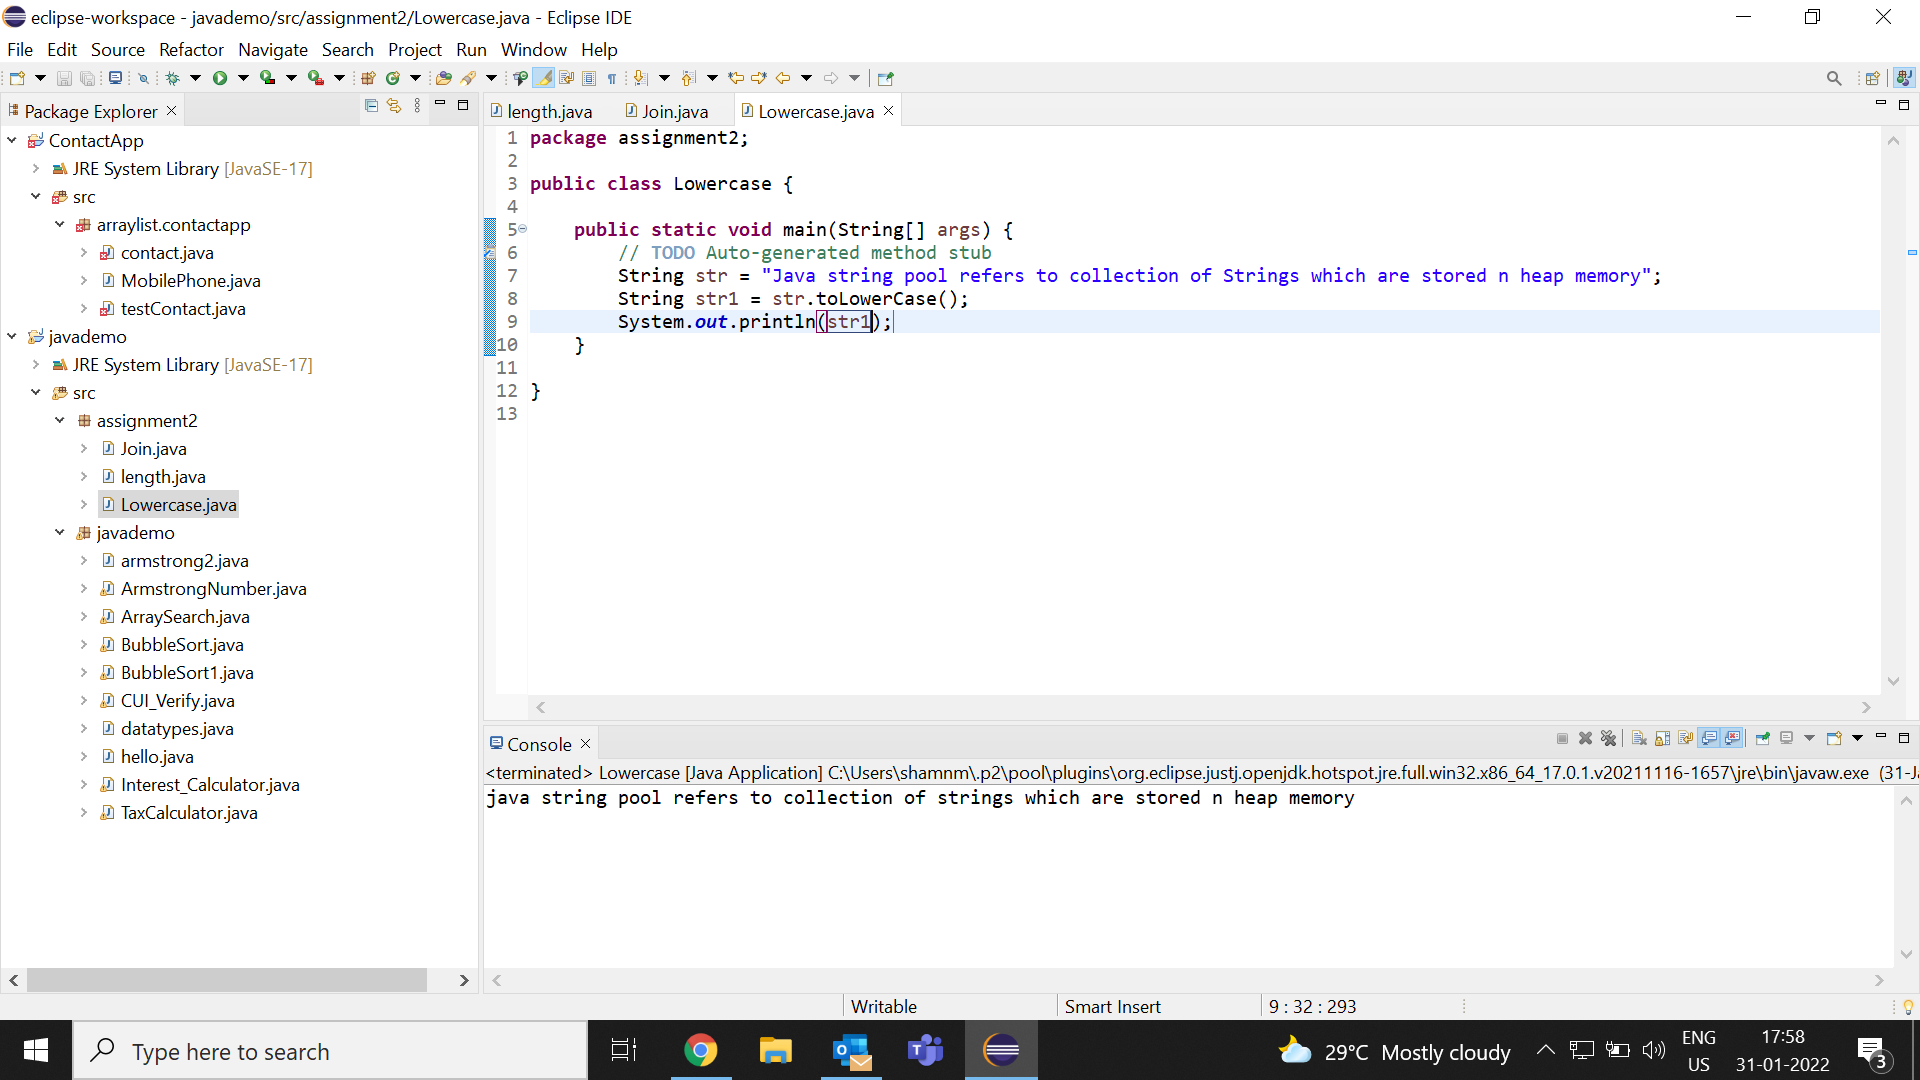 eclipse-workspace - javademo/src/assignment2/Lowercase.java - Eclipse IDE
File Edit Source Refactor Navigate Search Project Run Window Help
Package Explorer
ContactApp
JRE System Library [JavaSE-17]
src
arraylist.contactapp
contact.java
MobilePhone.java
testContact.java
javademo
JRE System Library [JavaSE-17]
src
assignment2
Join.java
length.java
Lowercase.java
javademo
armstrong2.java
ArmstrongNumber.java
ArraySearch.java
BubbleSort.java
BubbleSort1.java
CUI_Verify.java
datatypes.java
hello.java
Interest_Calculator.java
TaxCalculator.java
length.java Join.java Lowercase.java
1 package assignment2;
2
3 public class Lowercase {
4
5 public static void main(String[] args) {
6 // TODO Auto-generated method stub
7 String str = "Java string pool refers to collection of Strings which are stored n heap memory";
8 String str1 = str.toLowerCase();
9 System.out.println(str1);
10 }
11
12 }
13
Console
<terminated> Lowercase [Java Application] C:\Users\shamnm\.p2\pool\plugins\org.eclipse.justj.openjdk.hotspot.jre.full.win32.x86_64_17.0.1.v20211116-1657\jre\bin\javaw.exe (31-J
java string pool refers to collection of strings which are stored n heap memory
Writable Smart Insert 9 : 32 : 293
Type here to search
29°C Mostly cloudy
ENG
US
17:58
31-01-2022
3